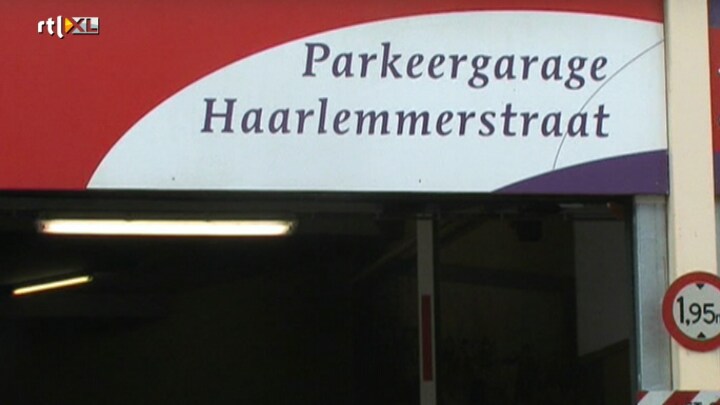 rtl XL
Parkeergarage
Haarlemmerstraat
1,95m